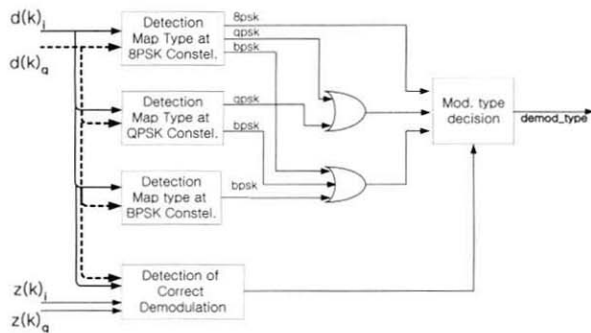 d(k)i
d(k)q
Detection
Map Type at
8PSK Constel.
8psk
qpsk
bpsk
Detection
Map Type at
QPSK Constel.
qpsk
bpsk
Detection
Map type at
BPSK Constel.
bpsk
Mod. type
decision
demod_type
z(k)i
z(k)q
Detection of
Correct
Demodulation